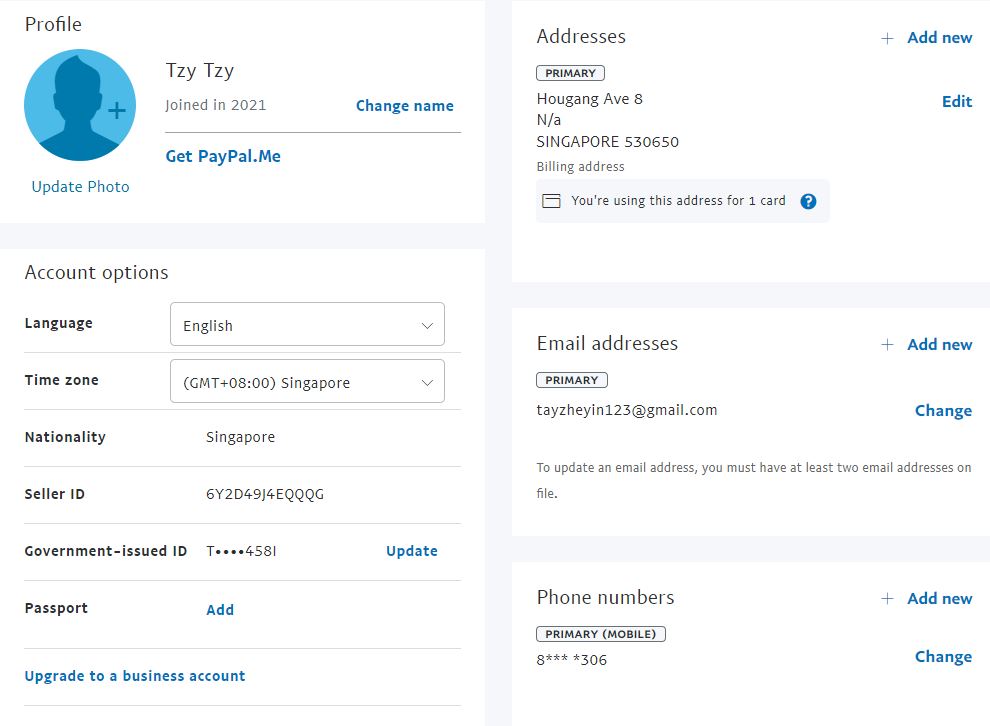 Profile
Tzy Tzy
Joined in 2021
Change name
Get PayPal.Me
Update Photo
Account options
Language
English
Time zone
(GMT+08:00) Singapore
Nationality
Singapore
Seller ID
6Y2D49J4EQQQG
Government-issued ID
T••••458I
Update
Passport
Add
Upgrade to a business account
Addresses
+ Add new
PRIMARY
Hougang Ave 8
N/a
SINGAPORE 530650
Edit
Billing address
You're using this address for 1 card ?
Email addresses
+ Add new
PRIMARY
tayzheyin123@gmail.com
Change
To update an email address, you must have at least two email addresses on
file.
Phone numbers
+ Add new
PRIMARY (MOBILE)
8*** *306
Change